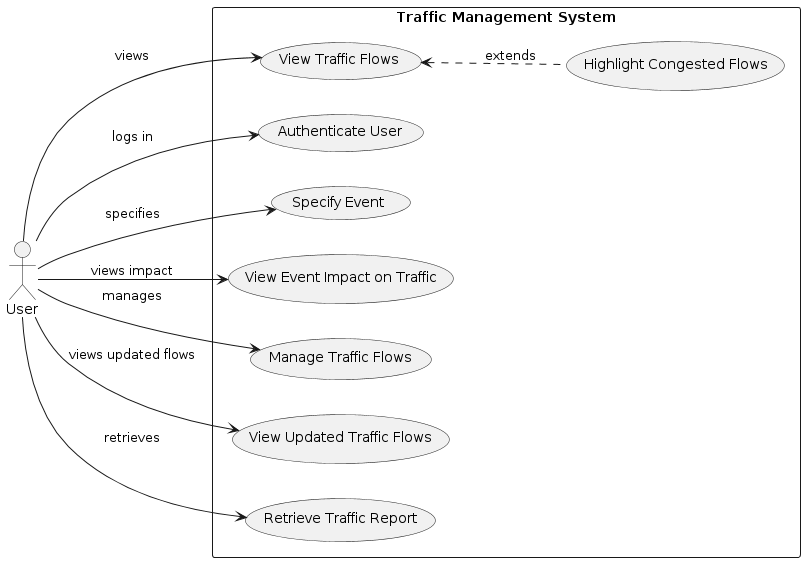 Traffic Management System
views
View Traffic Flows
extends
Highlight Congested Flows
logs in
Authenticate User
specifies
Specify Event
views impact
View Event Impact on Traffic
manages
User
Manage Traffic Flows
views updated flows
View Updated Traffic Flows
retrieves
Retrieve Traffic Report